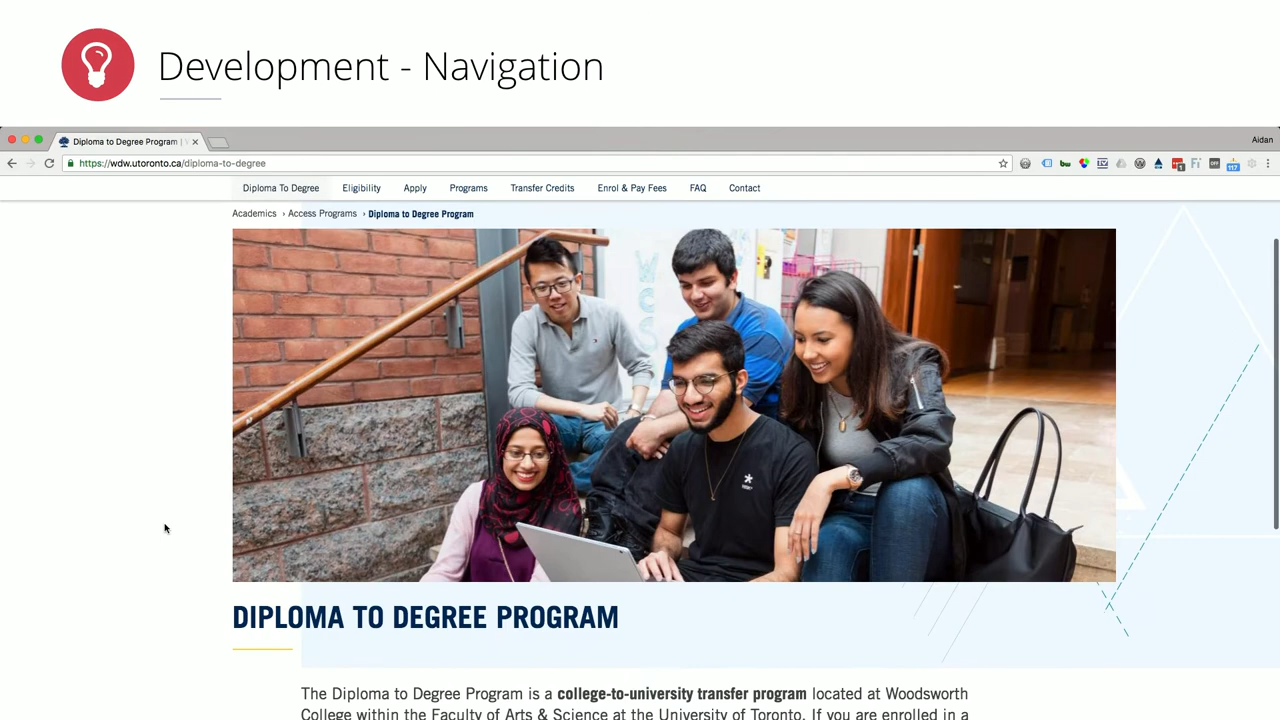 Development - Navigation
Diploma to Degree Program |
Aidan
https://wdw.utoronto.ca/diploma-to-degree
Diploma To Degree Eligibility Apply Programs Transfer Credits Enrol & Pay Fees FAQ Contact
Academics › Access Programs › Diploma to Degree Program
DIPLOMA TO DEGREE PROGRAM
The Diploma to Degree Program is a college-to-university transfer program located at Woodsworth
College within the Faculty of Arts & Science at the University of Toronto. If you are enrolled in a